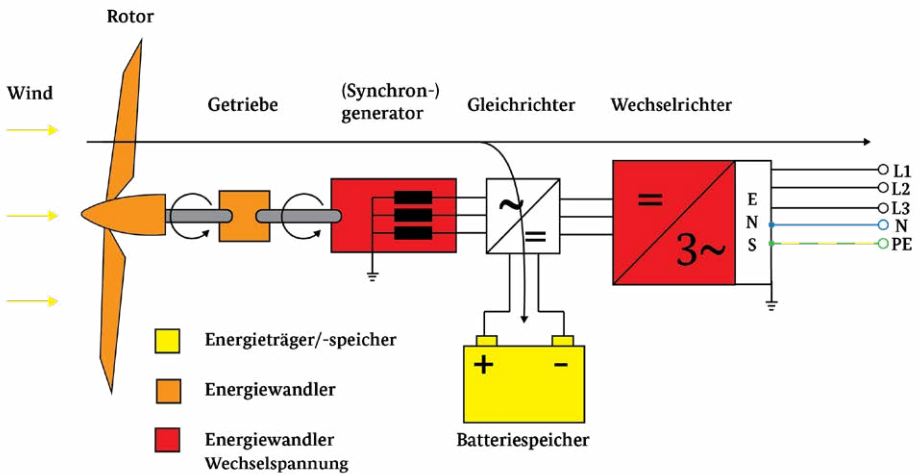 Rotor
Wind
Getriebe
(Synchron-)
generator
Gleichrichter
Wechselrichter
~
=
=
3~
E
N
S
L1
L2
L3
N
PE
+
−
Batteriespeicher
Energieträger/-speicher
Energiewandler
Energiewandler
Wechselspannung